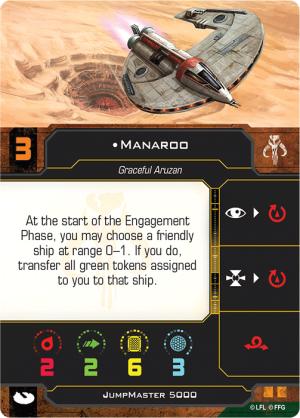 •Manaroo
3
Graceful Aruzan
At the start of the Engagement
Phase, you may choose a friendly
ship at range 0–1. If you do,
transfer all green tokens assigned
to you to that ship.
2 2 6 3
JumpMaster 5000
©LFL ©FFG